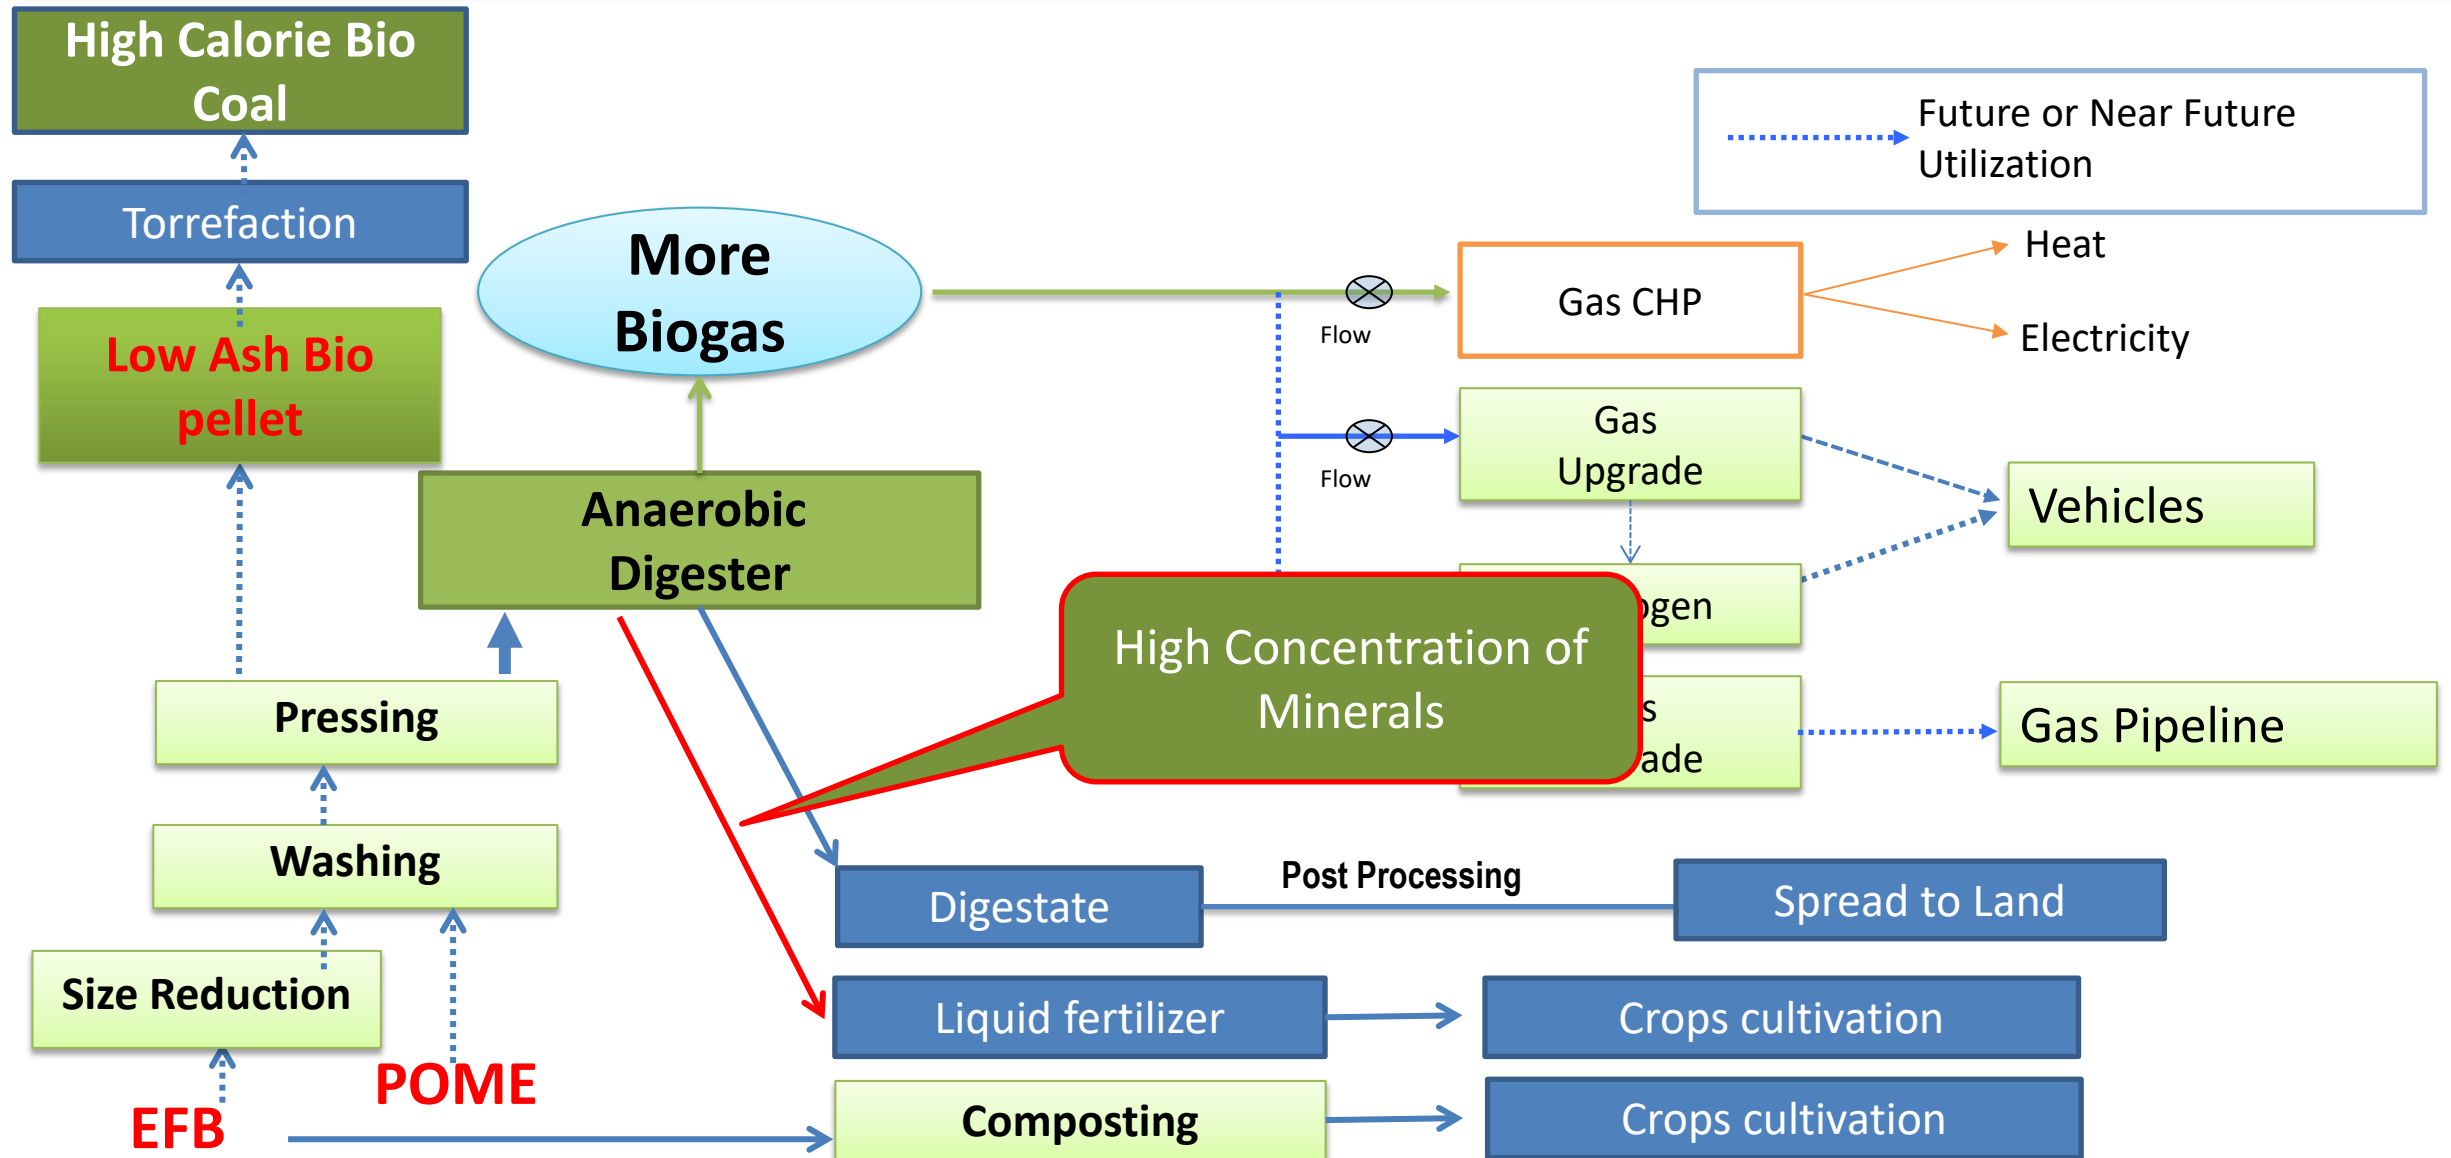 High Calorie Bio
Coal
Torrefaction
Low Ash Bio
pellet
More
Biogas
Anaerobic
Digester
Pressing
Washing
Size Reduction
EFB
POME
Future or Near Future
Utilization
Flow
Gas CHP
Heat
Electricity
Flow
Gas
Upgrade
Vehicles
High Concentration of
Minerals
Gas Pipeline
Digestate
Post Processing
Spread to Land
Liquid fertilizer
Crops cultivation
Composting
Crops cultivation